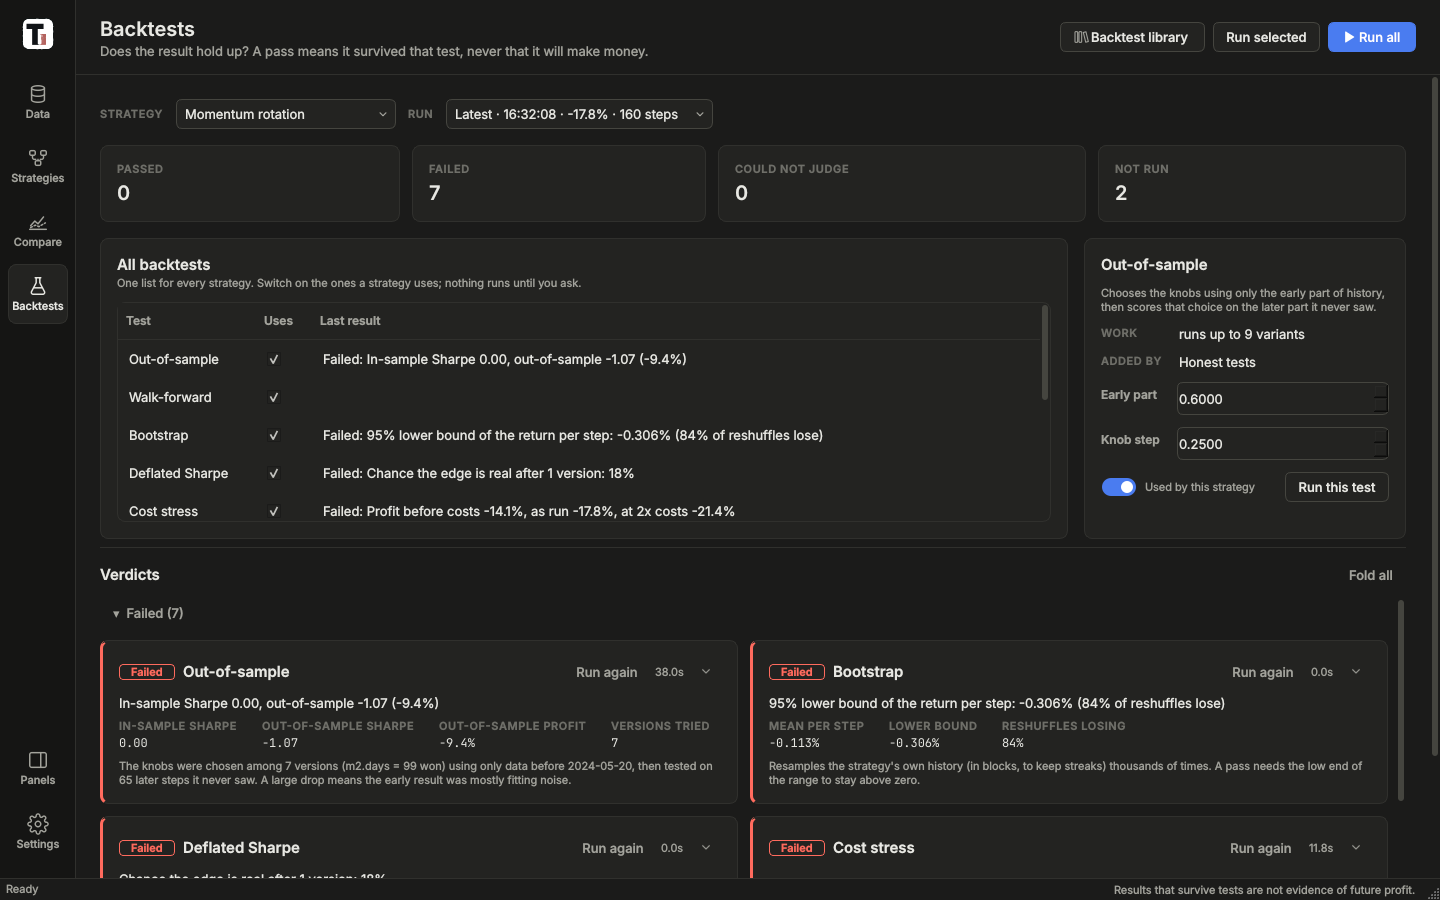 Backtests
Does the result hold up? A pass means it survived that test, never that it will make money.
Backtest library
Run selected
Run all
Data
Strategies
Compare
Backtests
Panels
Settings
STRATEGY
Momentum rotation
RUN
Latest · 16:32:08 · -17.8% · 160 steps
PASSED
0
FAILED
7
COULD NOT JUDGE
0
NOT RUN
2
All backtests
One list for every strategy. Switch on the ones a strategy uses; nothing runs until you ask.
Test Uses Last result
Out-of-sample ✓ Failed: In-sample Sharpe 0.00, out-of-sample -1.07 (-9.4%)
Walk-forward ✓
Bootstrap ✓ Failed: 95% lower bound of the return per step: -0.306% (84% of reshuffles lose)
Deflated Sharpe ✓ Failed: Chance the edge is real after 1 version: 18%
Cost stress ✓ Failed: Profit before costs -14.1%, as run -17.8%, at 2x costs -21.4%
Out-of-sample
Chooses the knobs using only the early part of history,
then scores that choice on the later part it never saw.
WORK runs up to 9 variants
ADDED BY Honest tests
Early part 0.6000
Knob step 0.2500
Used by this strategy
Run this test
Verdicts
Fold all
▾ Failed (7)
Failed Out-of-sample Run again 38.0s
In-sample Sharpe 0.00, out-of-sample -1.07 (-9.4%)
IN-SAMPLE SHARPE OUT-OF-SAMPLE SHARPE OUT-OF-SAMPLE PROFIT VERSIONS TRIED
0.00 -1.07 -9.4% 7
The knobs were chosen among 7 versions (m2.days = 99 won) using only data before 2024-05-20, then tested on
65 later steps it never saw. A large drop means the early result was mostly fitting noise.
Failed Bootstrap Run again 0.0s
95% lower bound of the return per step: -0.306% (84% of reshuffles lose)
MEAN PER STEP LOWER BOUND RESHUFFLES LOSING
-0.113% -0.306% 84%
Resamples the strategy's own history (in blocks, to keep streaks) thousands of times. A pass needs the low end of
the range to stay above zero.
Failed Deflated Sharpe Run again 0.0s
Chance the edge is real after 1 version: 18%
Failed Cost stress Run again 11.8s
Ready
Results that survive tests are not evidence of future profit.